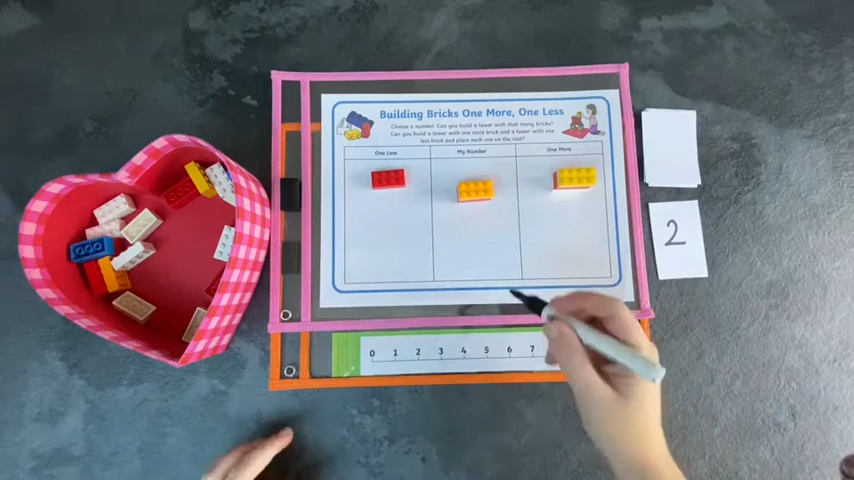 Building Bricks One More, One Less
Choose a number. Can you build a tower with that many bricks?
Can you build a tower with one more brick and a tower with one
less brick and place each one on the mat?
One Less My Number One More
2
0 1 2 3 4 5 6 7